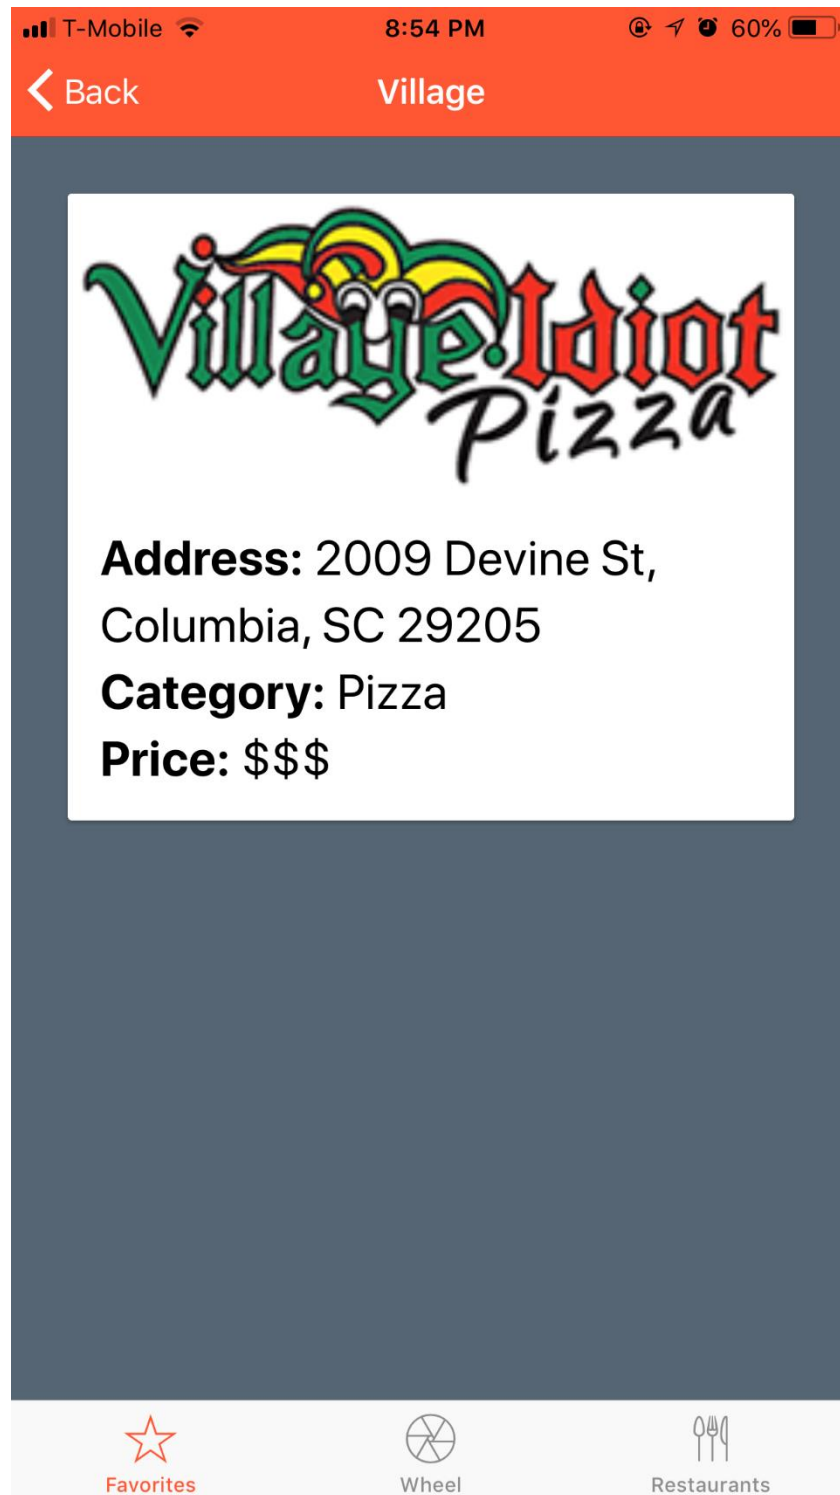 T-Mobile 8:54 PM 60%
Back Village
Village Idiot
Pizza
Address: 2009 Devine St,
Columbia, SC 29205
Category: Pizza
Price: $$$
Favorites Wheel Restaurants